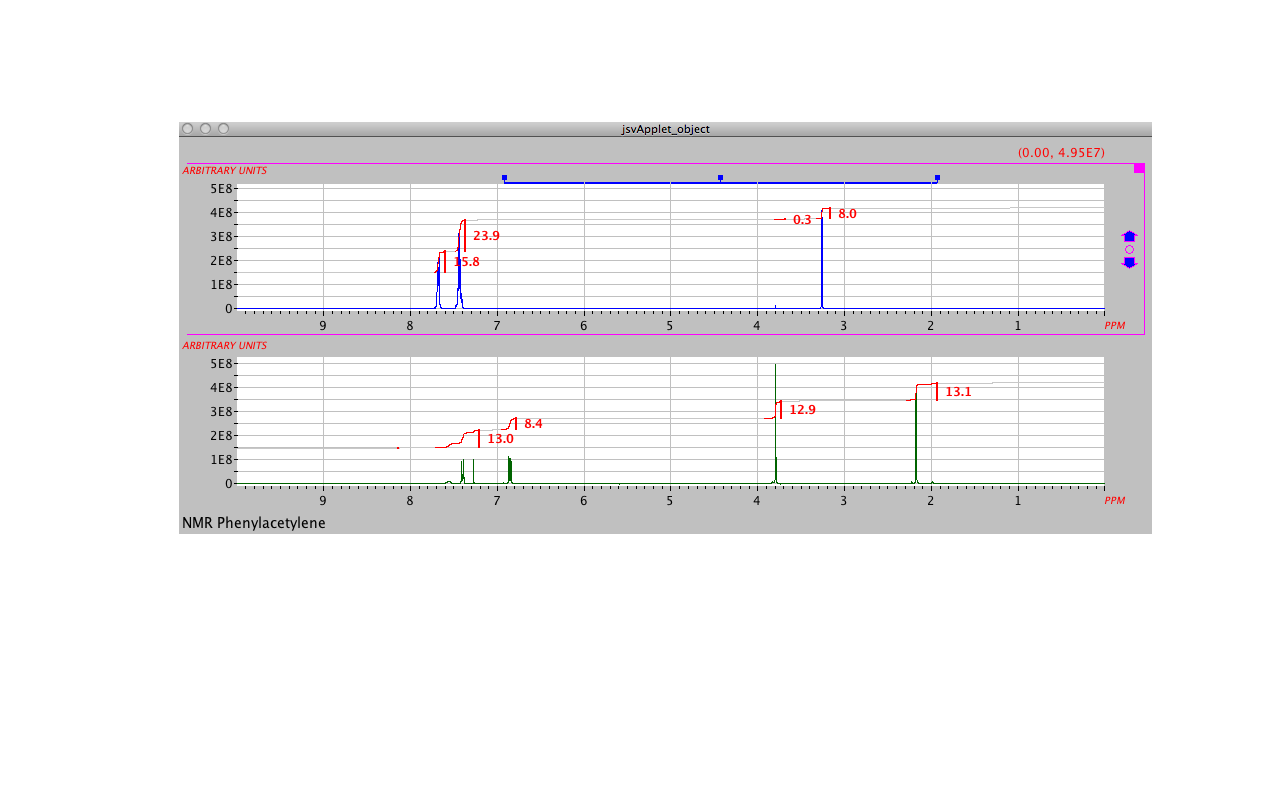 jsvApplet_object
(0.00, 4.95E7)
ARBITRARY UNITS
5E8
4E8
3E8
2E8
1E8
0
23.9
15.8
0.3
8.0
9 8 7 6 5 4 3 2 1 PPM
ARBITRARY UNITS
5E8
4E8
3E8
2E8
1E8
0
13.0
8.4
12.9
13.1
9 8 7 6 5 4 3 2 1 PPM
NMR Phenylacetylene